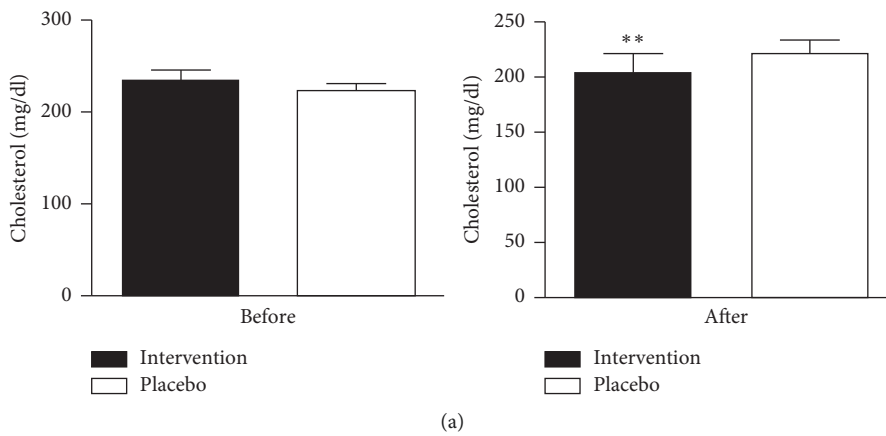 300
200
100
0
Cholesterol (mg/dl)
Before
Intervention
Placebo
250
200
150
100
50
0
Cholesterol (mg/dl)
**
After
Intervention
Placebo
(a)